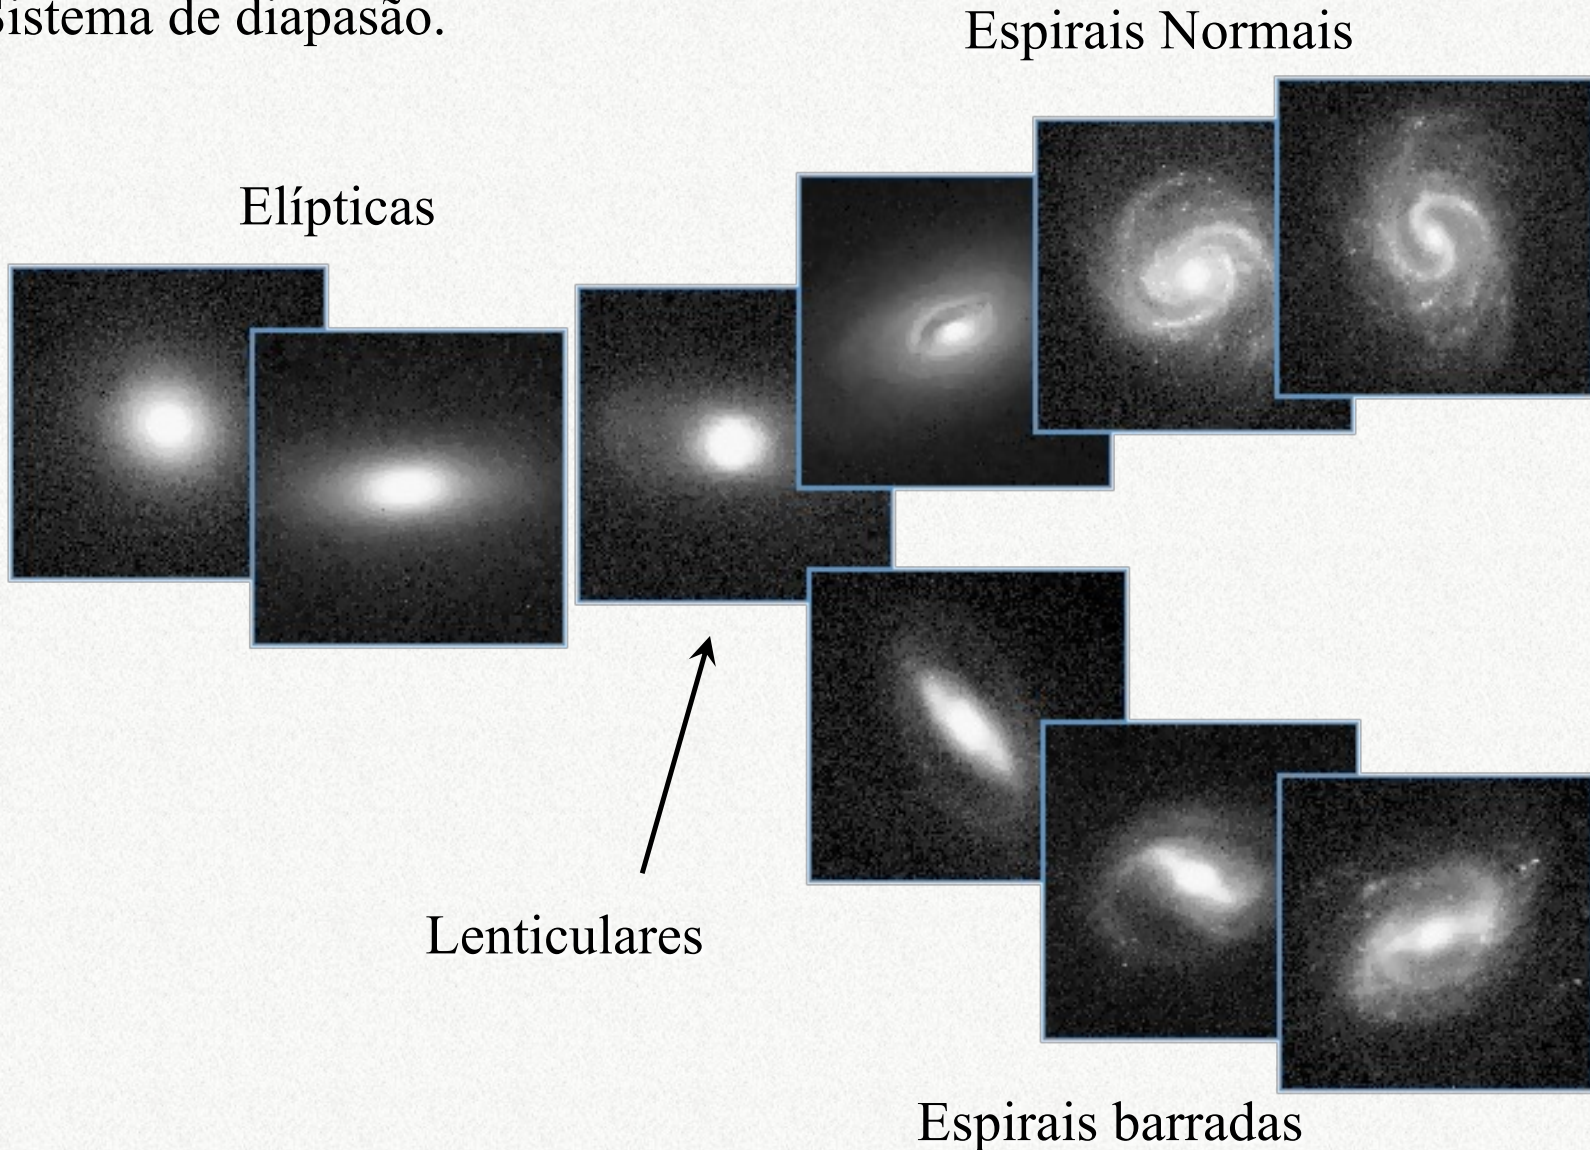 Sistema de diapasão.
Espirais Normais
Elípticas
Lenticulares
Espirais barradas